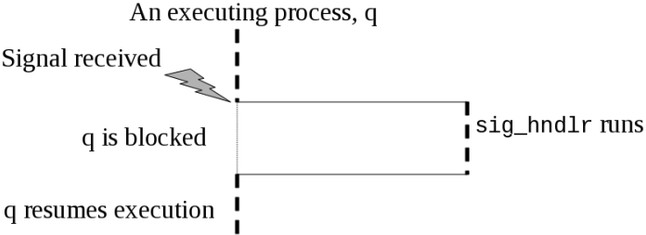 An executing process, q
Signal received
sig_hndlr runs
q is blocked
q resumes execution